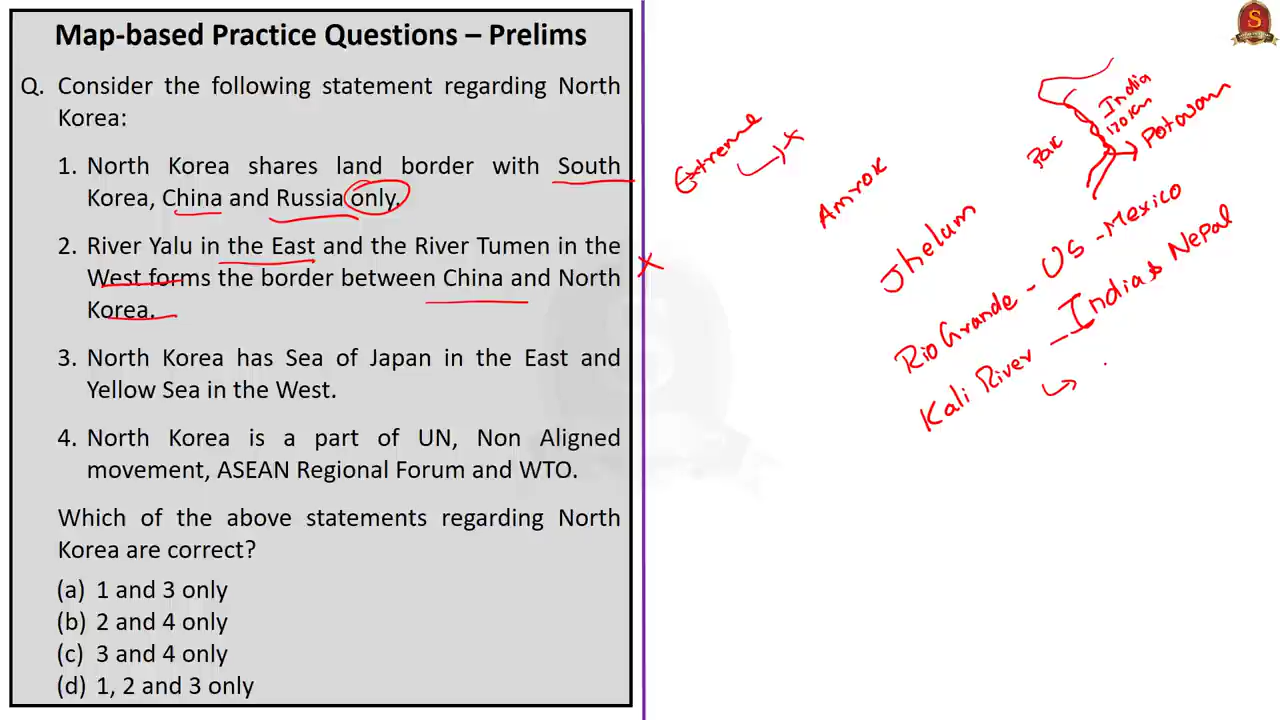 Map-based Practice Questions – Prelims
Q. Consider the following statement regarding North
Korea:
1. North Korea shares land border with South
Korea, China and Russia only.
2. River Yalu in the East and the River Tumen in the
West forms the border between China and North
Korea.
3. North Korea has Sea of Japan in the East and
Yellow Sea in the West.
4. North Korea is a part of UN, Non Aligned
movement, ASEAN Regional Forum and WTO.
Which of the above statements regarding North
Korea are correct?
(a) 1 and 3 only
(b) 2 and 4 only
(c) 3 and 4 only
(d) 1, 2 and 3 only
Extreme
x
Amrok
Jhelum
Rio Grande - US - Mexico
Kali River - India & Nepal
India
170 km
Pak
S
X